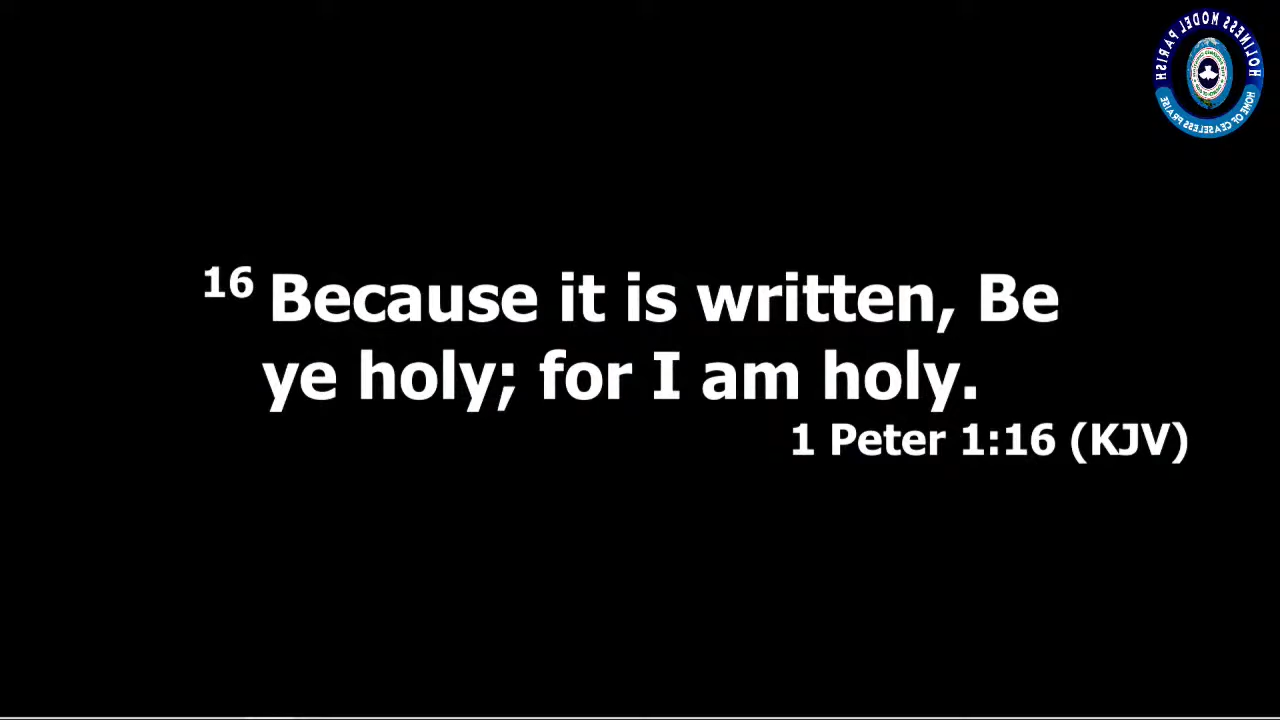 HOLINESS MODEL PARISH
HOME OF CEASELESS PRAISE
16 Because it is written, Be
ye holy; for I am holy.
1 Peter 1:16 (KJV)